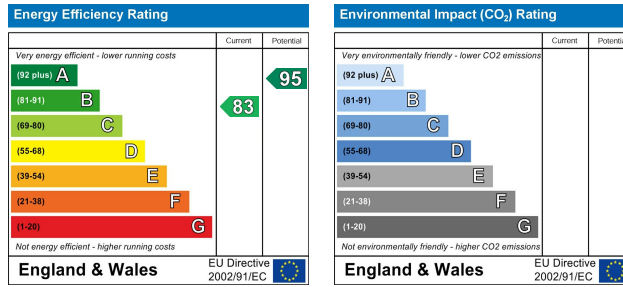 Energy Efficiency Rating
Current Potential
Very energy efficient - lower running costs
(92 plus) A
95
(81-91) B
83
(69-80) C
(55-68) D
(39-54) E
(21-38) F
(1-20) G
Not energy efficient - higher running costs
England & Wales
EU Directive
2002/91/EC
Environmental Impact (CO₂) Rating
Current Potential
Very environmentally friendly - lower CO2 emissions
(92 plus) A
(81-91) B
(69-80) C
(55-68) D
(39-54) E
(21-38) F
(1-20) G
Not environmentally friendly - higher CO2 emissions
England & Wales
EU Directive
2002/91/EC